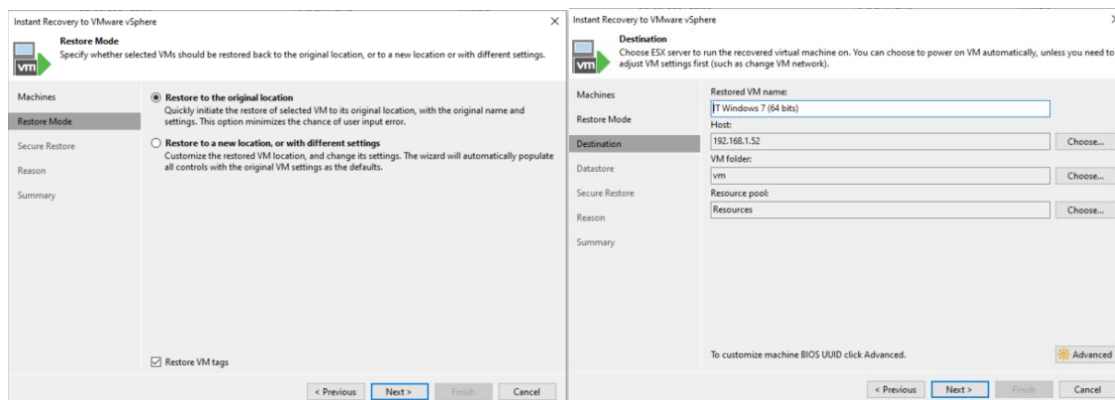 Instant Recovery to VMware vSphere
Restore Mode
Specify whether selected VMs should be restored back to the original location, or to a new location or with different settings.
vm
Machines
Restore Mode
Secure Restore
Reason
Summary
Restore to the original location
Quickly initiate the restore of selected VM to its original location, with the original name and
settings. This option minimizes the chance of user input error.
Restore to a new location, or with different settings
Customize the restored VM location, and change its settings. The wizard will automatically populate
all controls with the original VM settings as the defaults.
Restore VM tags
< Previous
Next >
Finish
Cancel
Instant Recovery to VMware vSphere
Destination
Choose ESX server to run the recovered virtual machine on. You can choose to power on VM automatically, unless you need to
adjust VM settings first (such as change VM network).
vm
Machines
Restore Mode
Destination
Datastore
Secure Restore
Reason
Summary
Restored VM name:
IT Windows 7 (64 bits)
Host:
192.168.1.52
Choose...
VM folder:
vm
Choose...
Resource pool:
Resources
Choose...
To customize machine BIOS UUID click Advanced.
Advanced
< Previous
Next >
Finish
Cancel